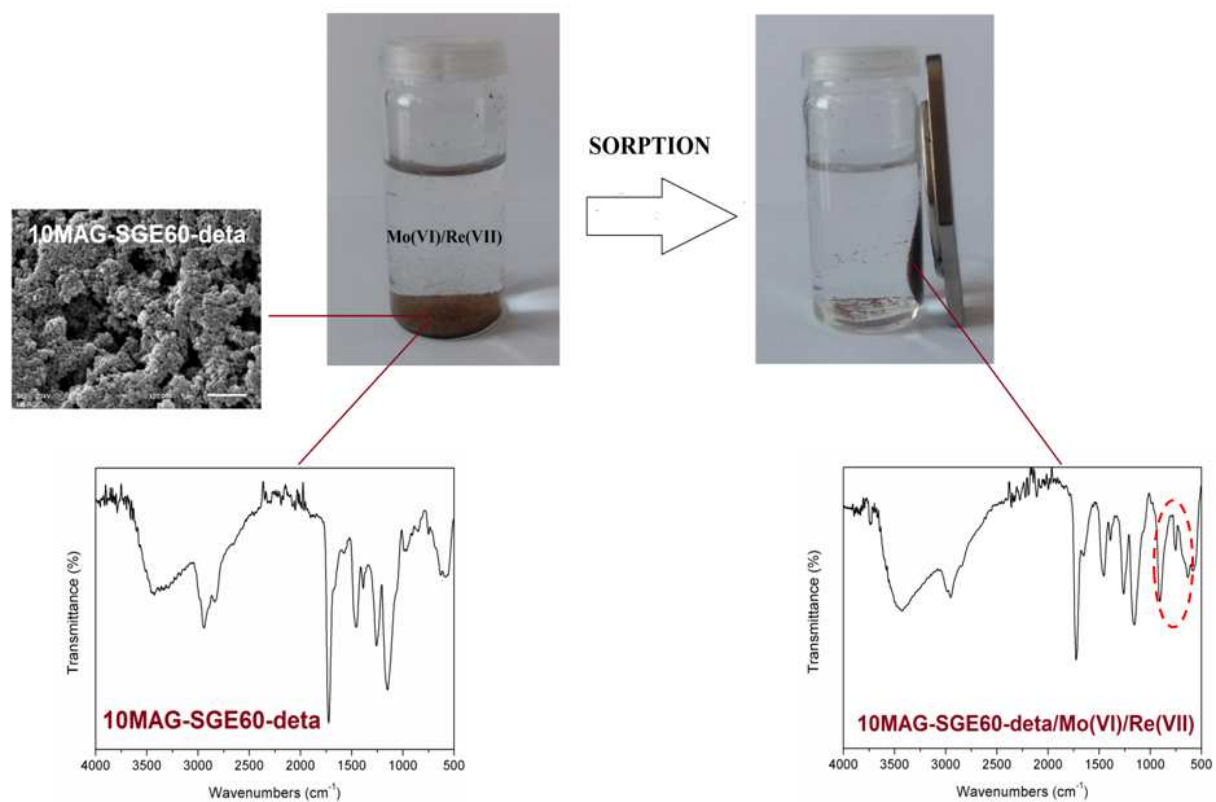 SORPTION
10MAG-SGE60-deta
Mo(VI)/Re(VII)
Transmittance (%)
10MAG-SGE60-deta
4000 3500 3000 2500 2000 1500 1000 500
Wavenumbers (cm⁻¹)
Transmittance (%)
10MAG-SGE60-deta/Mo(VI)/Re(VII)
4000 3500 3000 2500 2000 1500 1000 500
Wavenumbers (cm⁻¹)